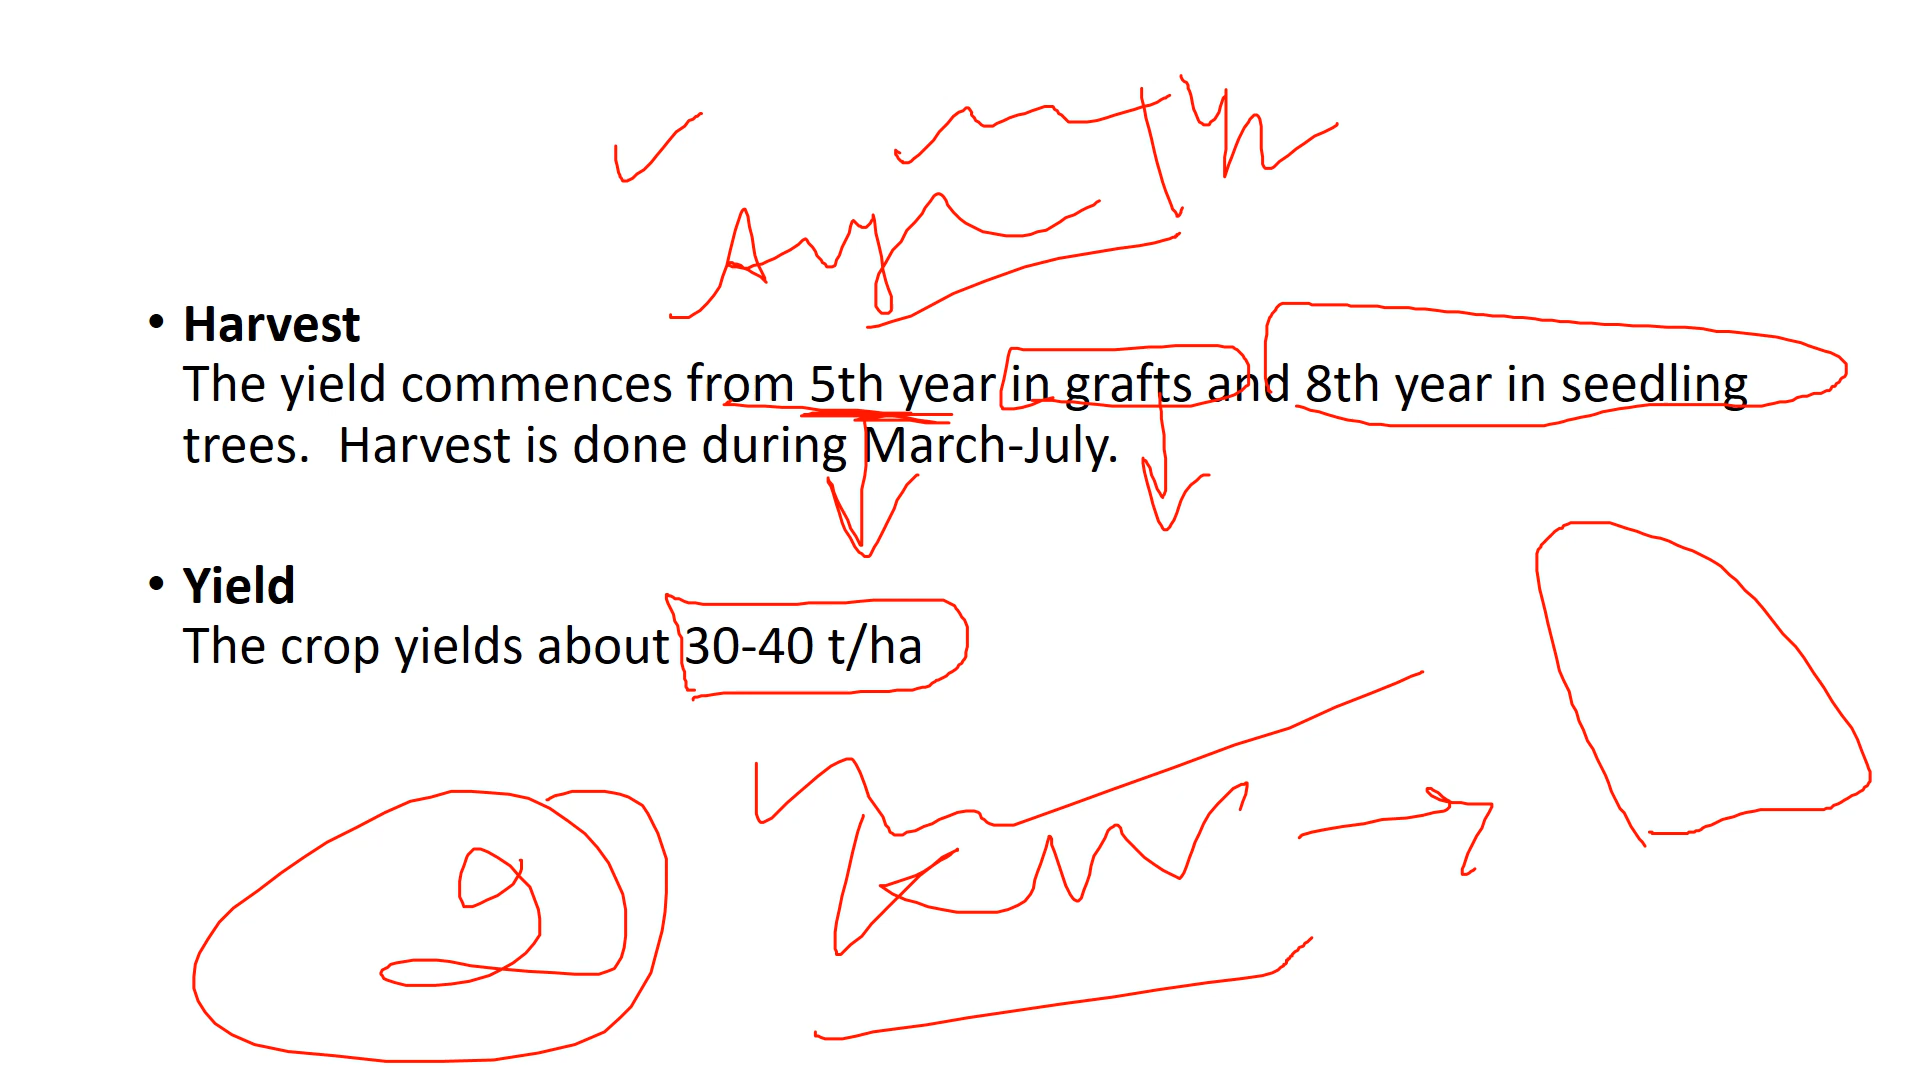 • Harvest
The yield commences from 5th year in grafts and 8th year in seedling
trees.  Harvest is done during March-July.
• Yield
The crop yields about 30-40 t/ha